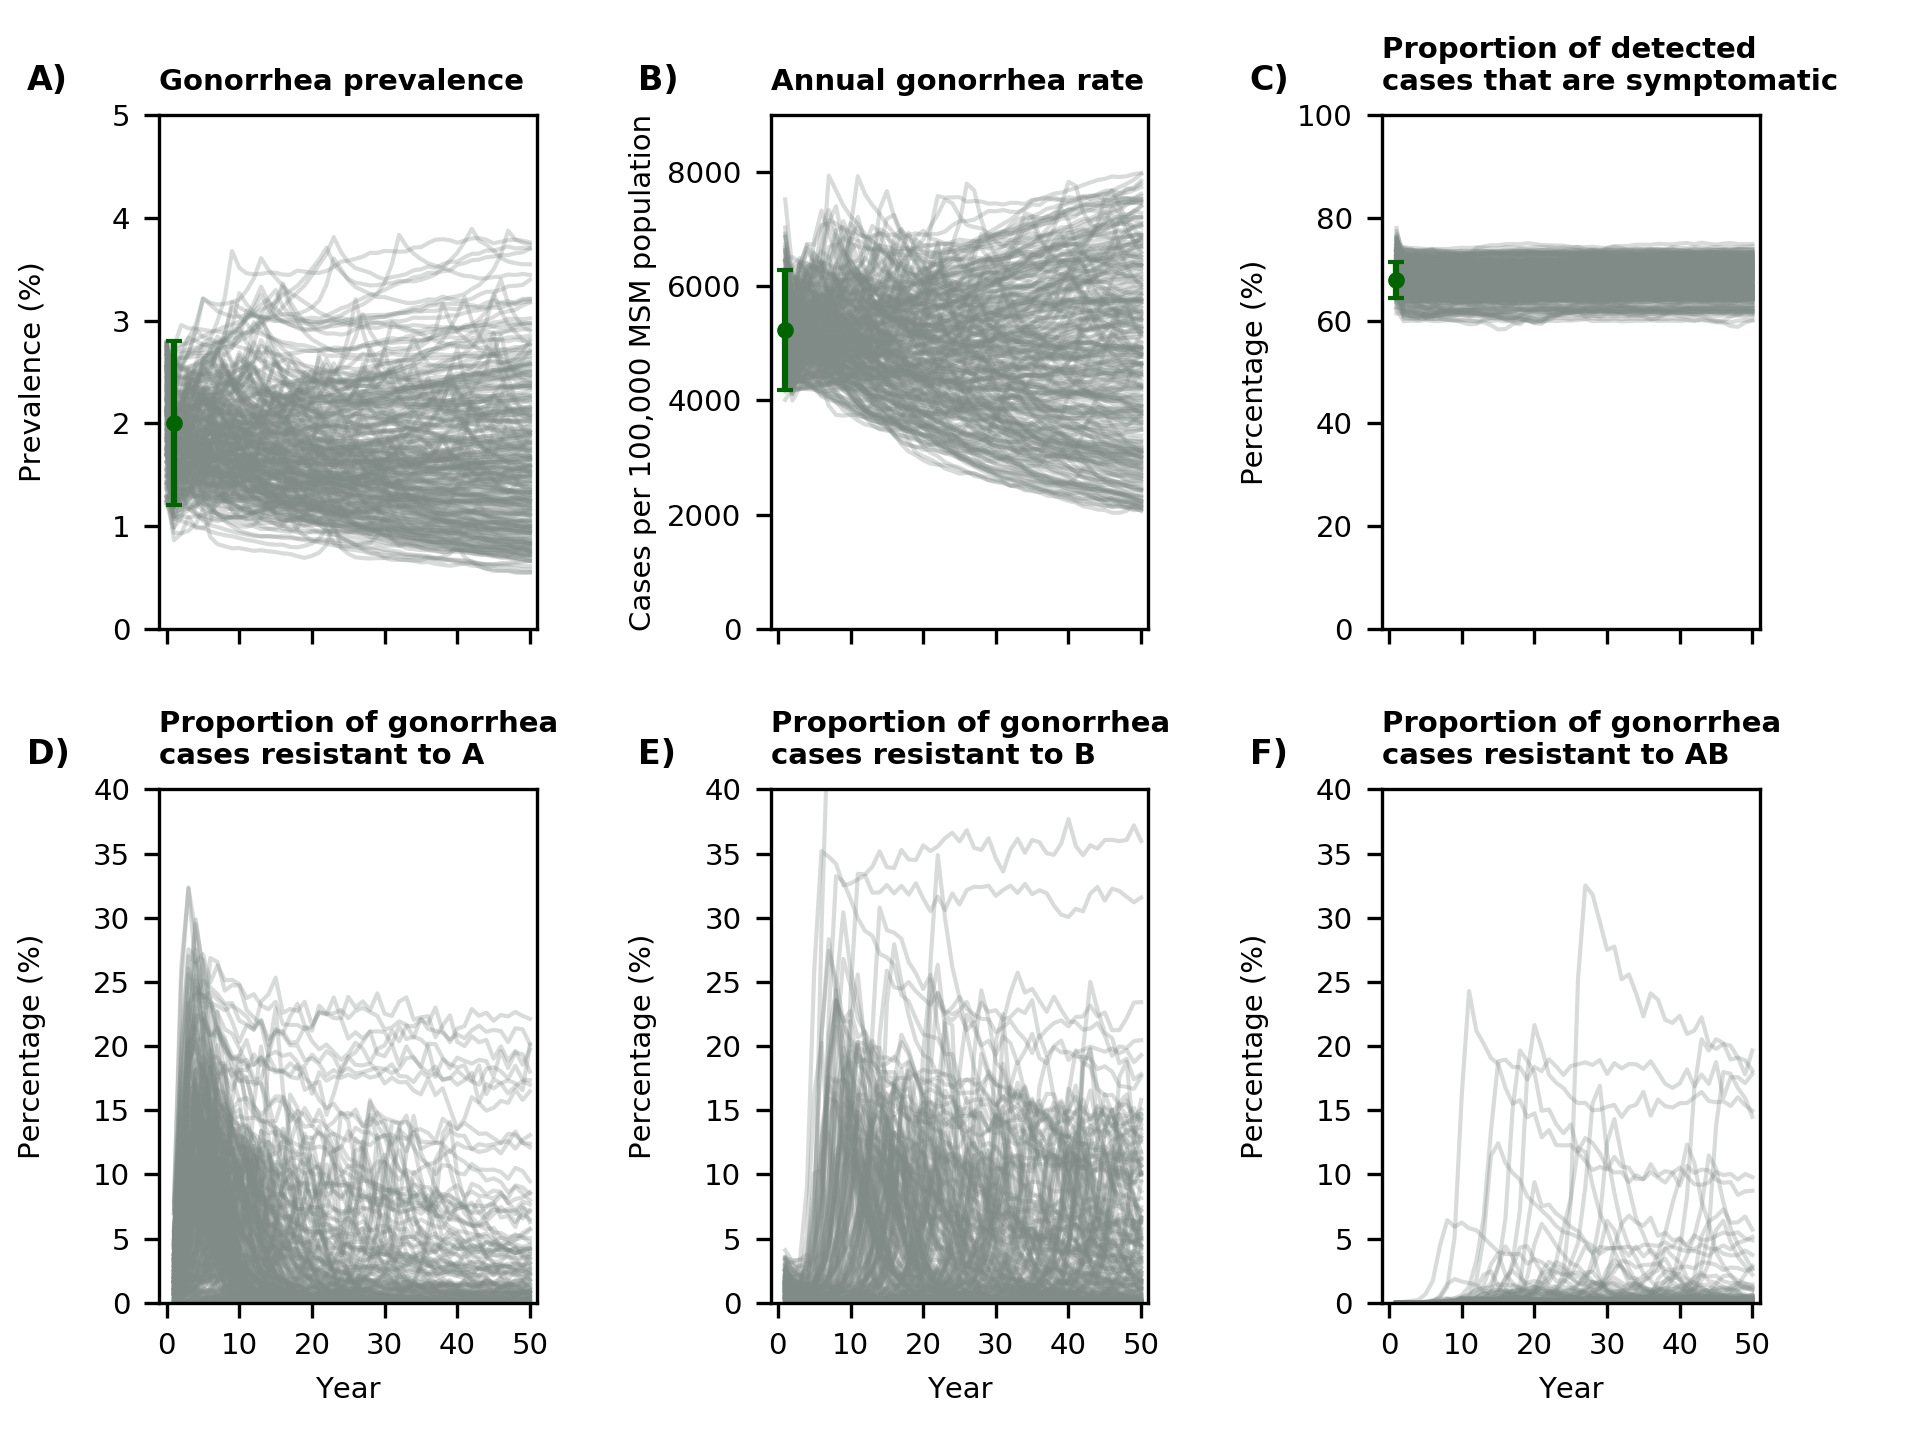 A) Gonorrhea prevalence
Prevalence (%)
5
4
3
2
1
0
B) Annual gonorrhea rate
Cases per 100,000 MSM population
8000
6000
4000
2000
0
C) Proportion of detected
cases that are symptomatic
Percentage (%)
100
80
60
40
20
0
D) Proportion of gonorrhea
cases resistant to A
Percentage (%)
40
35
30
25
20
15
10
5
0
0 10 20 30 40 50
Year
E) Proportion of gonorrhea
cases resistant to B
Percentage (%)
40
35
30
25
20
15
10
5
0
0 10 20 30 40 50
Year
F) Proportion of gonorrhea
cases resistant to AB
Percentage (%)
40
35
30
25
20
15
10
5
0
0 10 20 30 40 50
Year